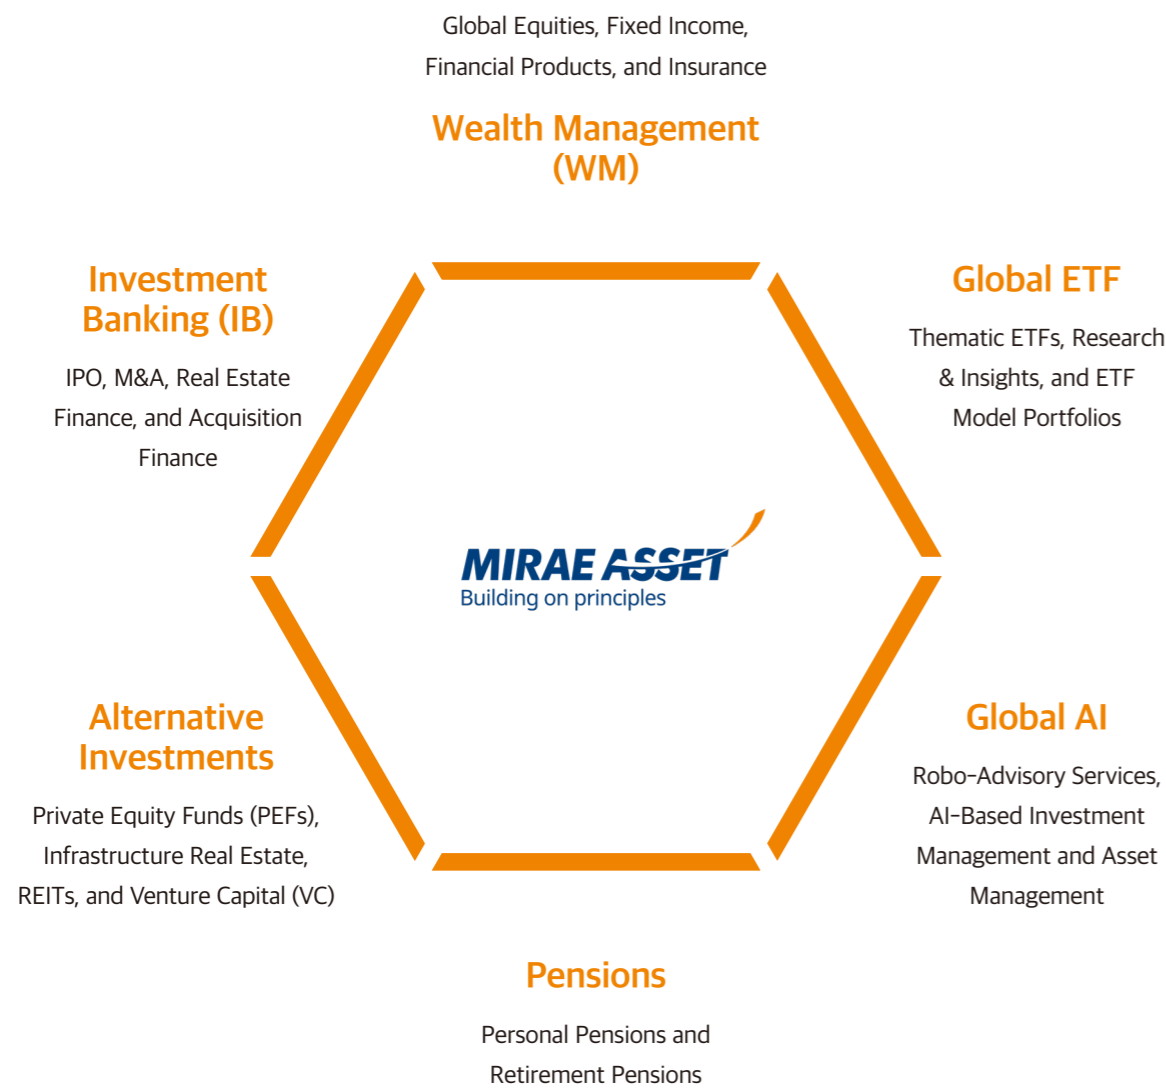 Global Equities, Fixed Income,
Financial Products, and Insurance
Wealth Management
(WM)
Investment
Banking (IB)
IPO, M&A, Real Estate
Finance, and Acquisition
Finance
Global ETF
Thematic ETFs, Research
& Insights, and ETF
Model Portfolios
MIRAE ASSET
Building on principles
Alternative
Investments
Private Equity Funds (PEFs),
Infrastructure Real Estate,
REITs, and Venture Capital (VC)
Global AI
Robo-Advisory Services,
AI-Based Investment
Management and Asset
Management
Pensions
Personal Pensions and
Retirement Pensions